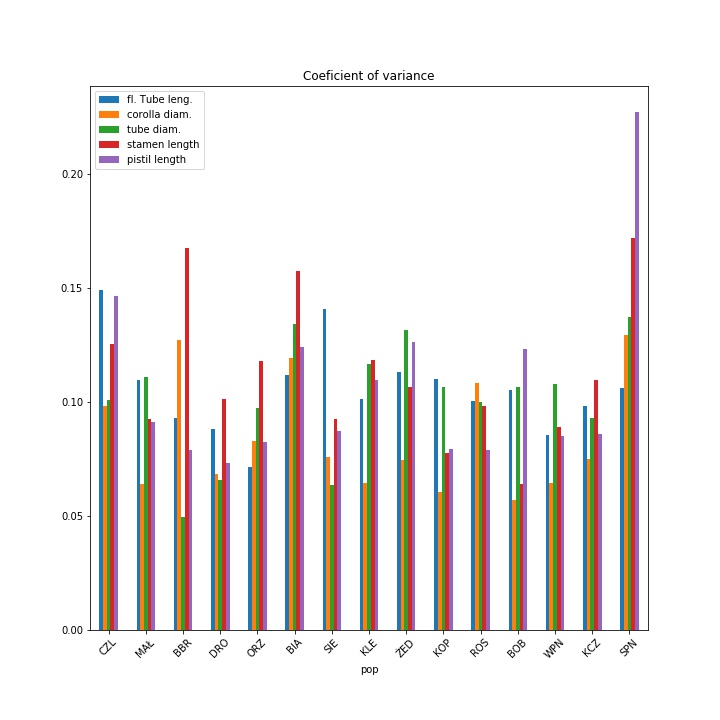 Coeficient of variance
fl. Tube leng.
corolla diam.
tube diam.
stamen length
pistil length
0.20
0.15
0.10
0.05
0.00
CZL MAŁ BBR DRO ORZ BIA SIE KLE ŻED KOP ROS BOB WPN KCZ SPN
pop